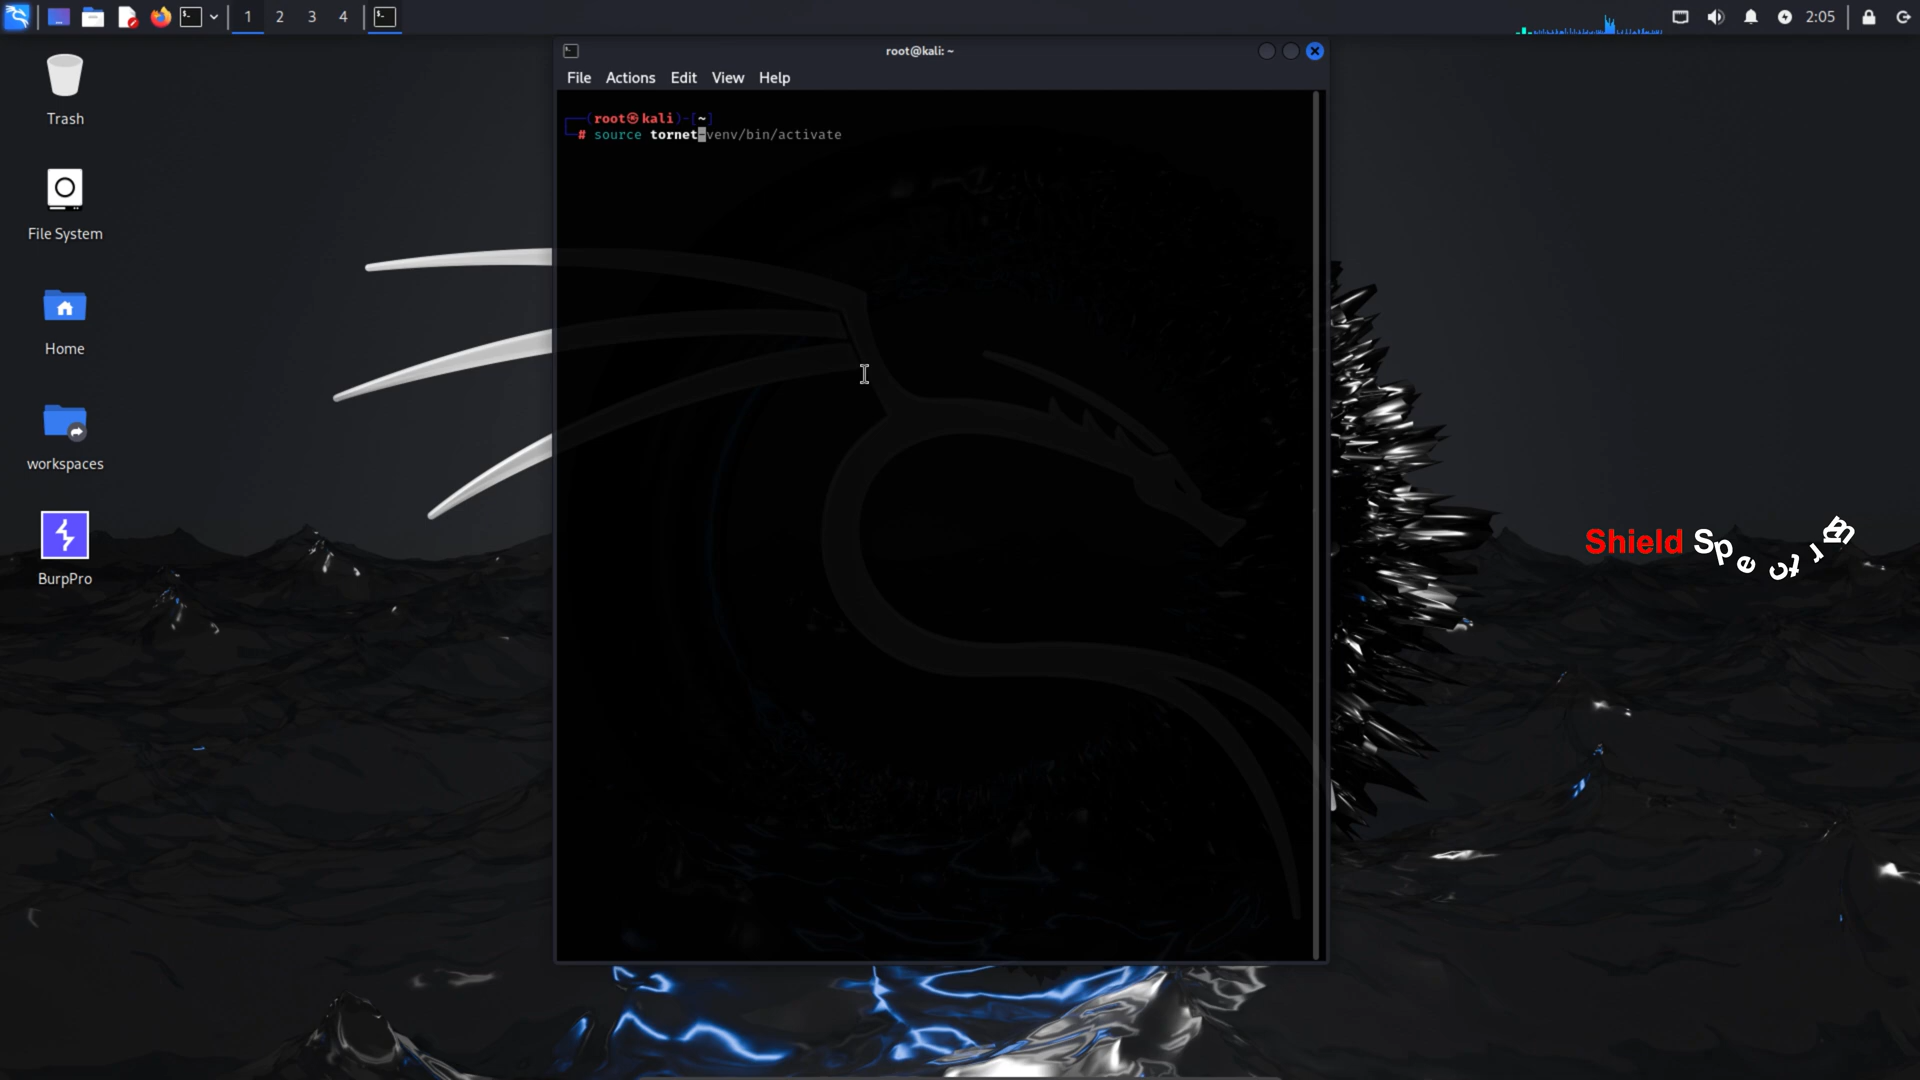 1 2 3 4
2:05
root@kali: ~
File Actions Edit View Help
┌──(root㉿kali)-[~]
└─# source tornet-venv/bin/activate
Trash
File System
Home
workspaces
BurpPro
Shield Spectrum